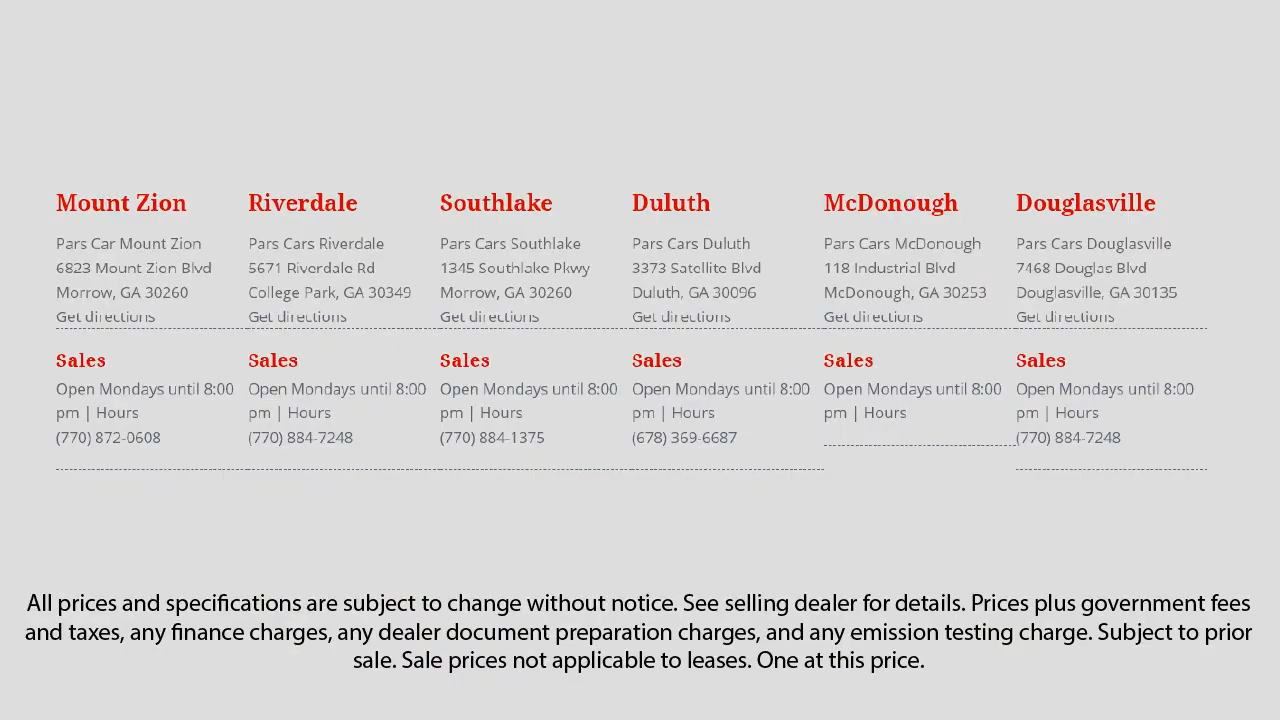 Mount Zion
Pars Car Mount Zion
6823 Mount Zion Blvd
Morrow, GA 30260
Get directions
Sales
Open Mondays until 8:00
pm | Hours
(770) 872-0608
Riverdale
Pars Cars Riverdale
5671 Riverdale Rd
College Park, GA 30349
Get directions
Sales
Open Mondays until 8:00
pm | Hours
(770) 884-7248
Southlake
Pars Cars Southlake
1345 Southlake Pkwy
Morrow, GA 30260
Get directions
Sales
Open Mondays until 8:00
pm | Hours
(770) 884-1375
Duluth
Pars Cars Duluth
3373 Satellite Blvd
Duluth, GA 30096
Get directions
Sales
Open Mondays until 8:00
pm | Hours
(678) 369-6687
McDonough
Pars Cars McDonough
118 Industrial Blvd
McDonough, GA 30253
Get directions
Sales
Open Mondays until 8:00
pm | Hours
Douglasville
Pars Cars Douglasville
7468 Douglas Blvd
Douglasville, GA 30135
Get directions
Sales
Open Mondays until 8:00
pm | Hours
(770) 884-7248
All prices and specifications are subject to change without notice. See selling dealer for details. Prices plus government fees
and taxes, any finance charges, any dealer document preparation charges, and any emission testing charge. Subject to prior
sale. Sale prices not applicable to leases. One at this price.